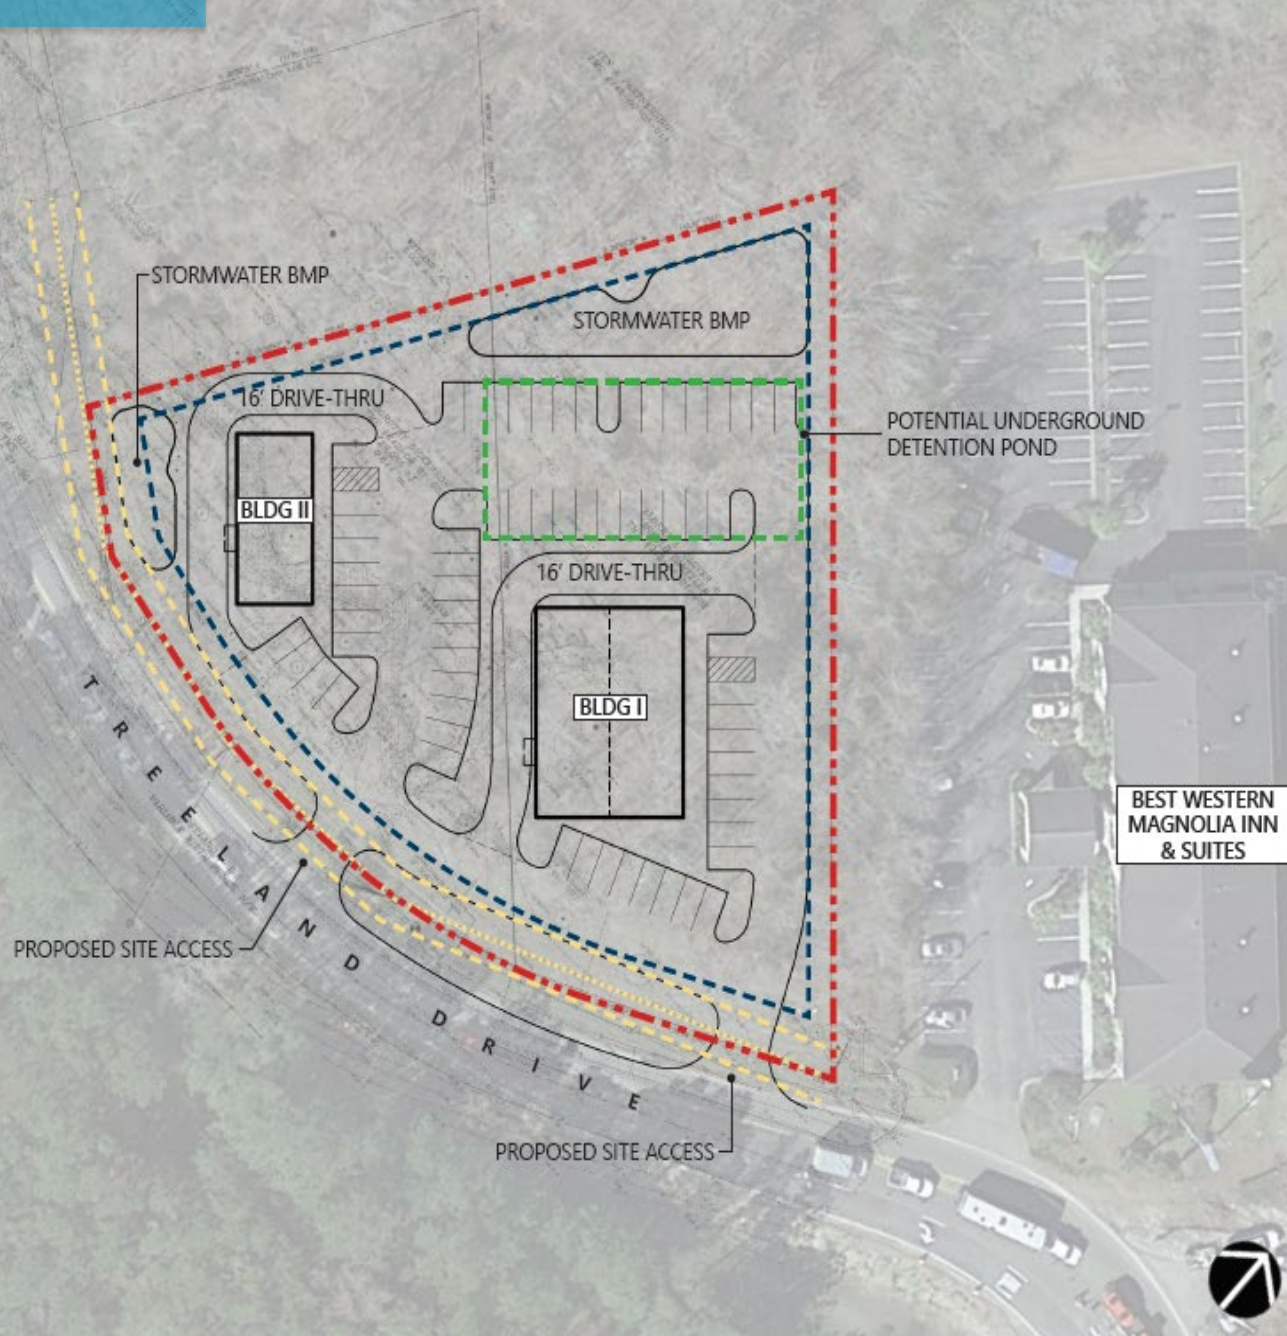 STORMWATER BMP
STORMWATER BMP
16' DRIVE-THRU
POTENTIAL UNDERGROUND
DETENTION POND
BLDG II
16' DRIVE-THRU
BLDG I
BEST WESTERN
MAGNOLIA INN
& SUITES
TREELAND DRIVE
PROPOSED SITE ACCESS
PROPOSED SITE ACCESS